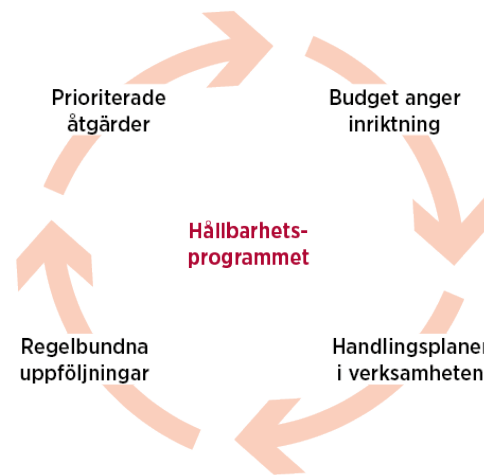 Prioriterade
åtgärder
Budget anger
inriktning
Hållbarhets-
programmet
Regelbundna
uppföljningar
Handlingsplaner
i verksamheten